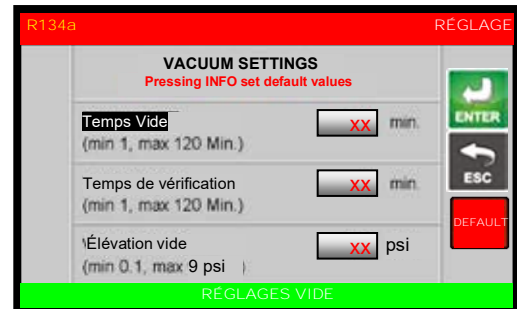 R134a RÉGLAGE
VACUUM SETTINGS
Pressing INFO set default values
Temps Vide xx min.
(min 1, max 120 Min.)
ENTER
Temps de vérification xx min.
(min 1, max 120 Min.)
ESC
DEFAULT
\Élévation vide xx psi
(min 0.1, max 9 psi )
RÉGLAGES VIDE